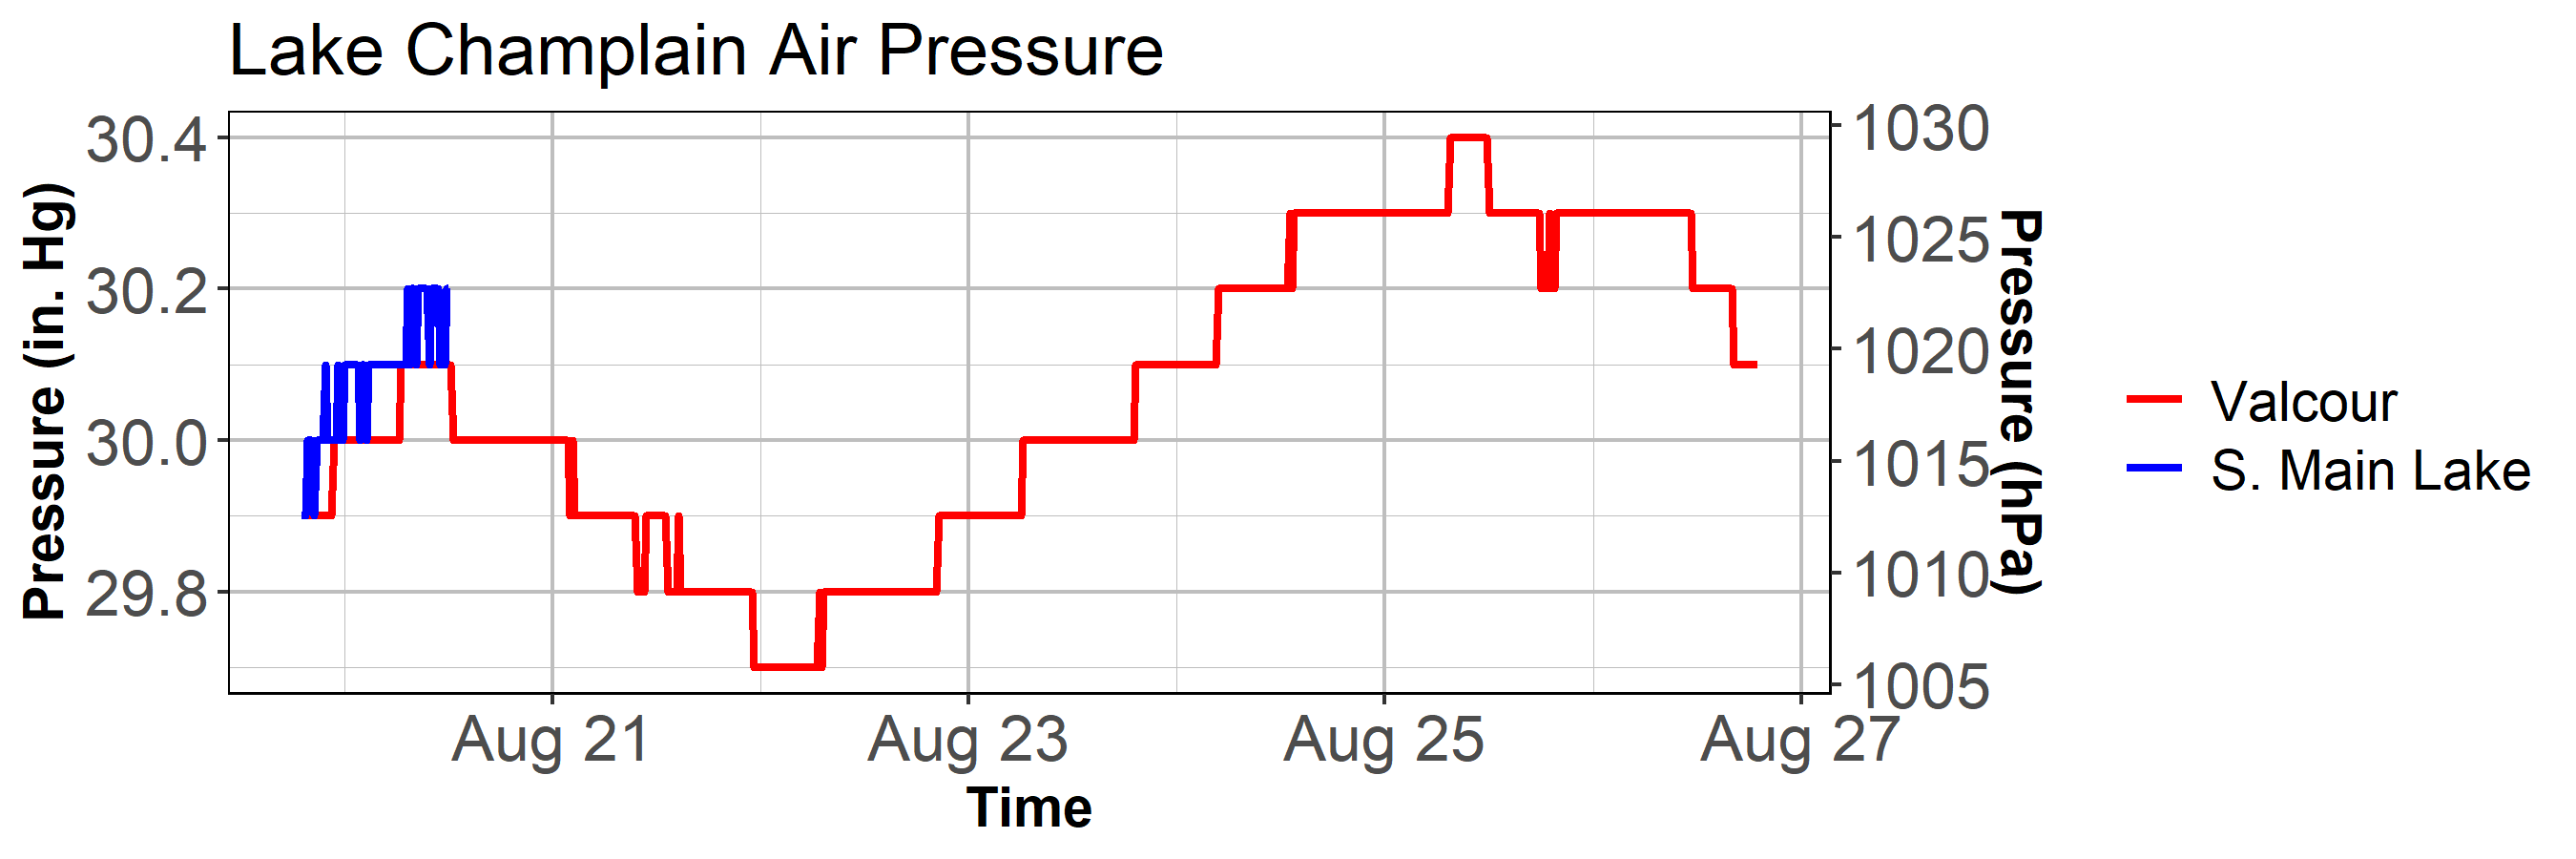 Lake Champlain Air Pressure
Pressure (in. Hg)
30.4
30.2
30.0
29.8
1030
1025
1020
1015
1010
1005
Pressure (hPa)
Aug 21
Aug 23
Aug 25
Aug 27
Time
Valcour
S. Main Lake